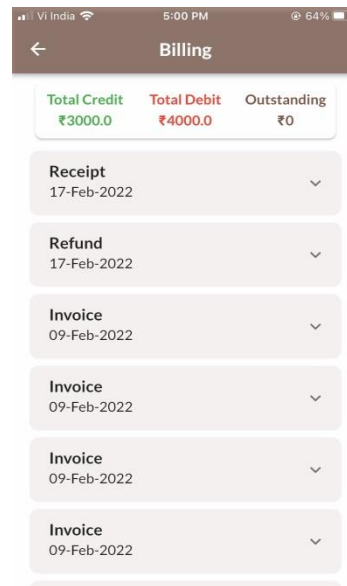 Vi India 5:00 PM 64%
Billing
Total Credit Total Debit Outstanding
₹3000.0 ₹4000.0 ₹0
Receipt
17-Feb-2022
Refund
17-Feb-2022
Invoice
09-Feb-2022
Invoice
09-Feb-2022
Invoice
09-Feb-2022
Invoice
09-Feb-2022